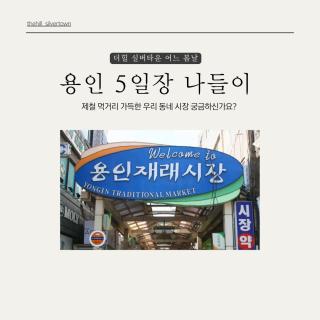 thehill_silvertown
더힐 실버타운 어느 봄날
용인 5일장 나들이
제철 먹거리 가득한 우리 동네 시장 궁금하신가요?
Welcome to
용인재래시장
YONGIN TRADITIONAL MARKET
시장약